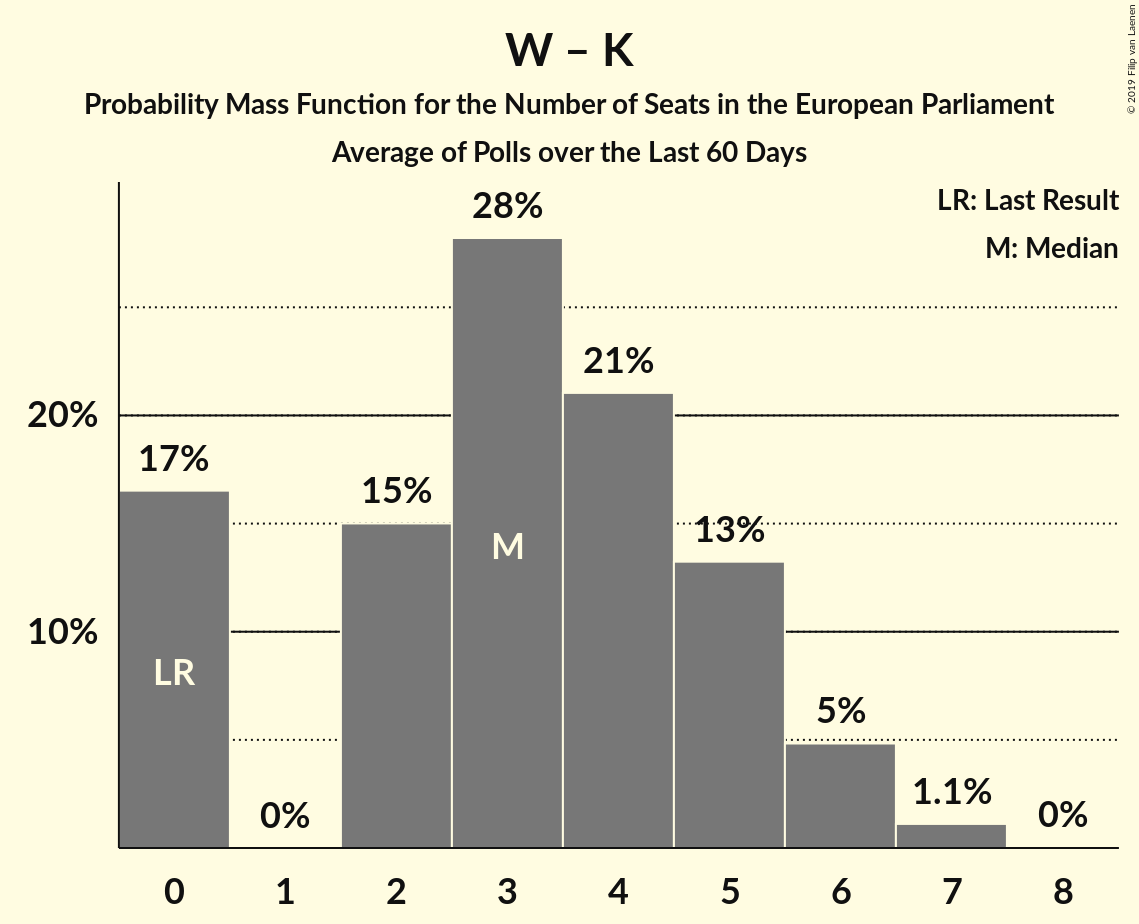 W – K
Probability Mass Function for the Number of Seats in the European Parliament
Average of Polls over the Last 60 Days
© 2019 Filip van Laenen
LR: Last Result
M: Median
28%
21%
20%
17%
15%
13%
M
10%
LR
5%
1.1%
0%
0%
0 1 2 3 4 5 6 7 8